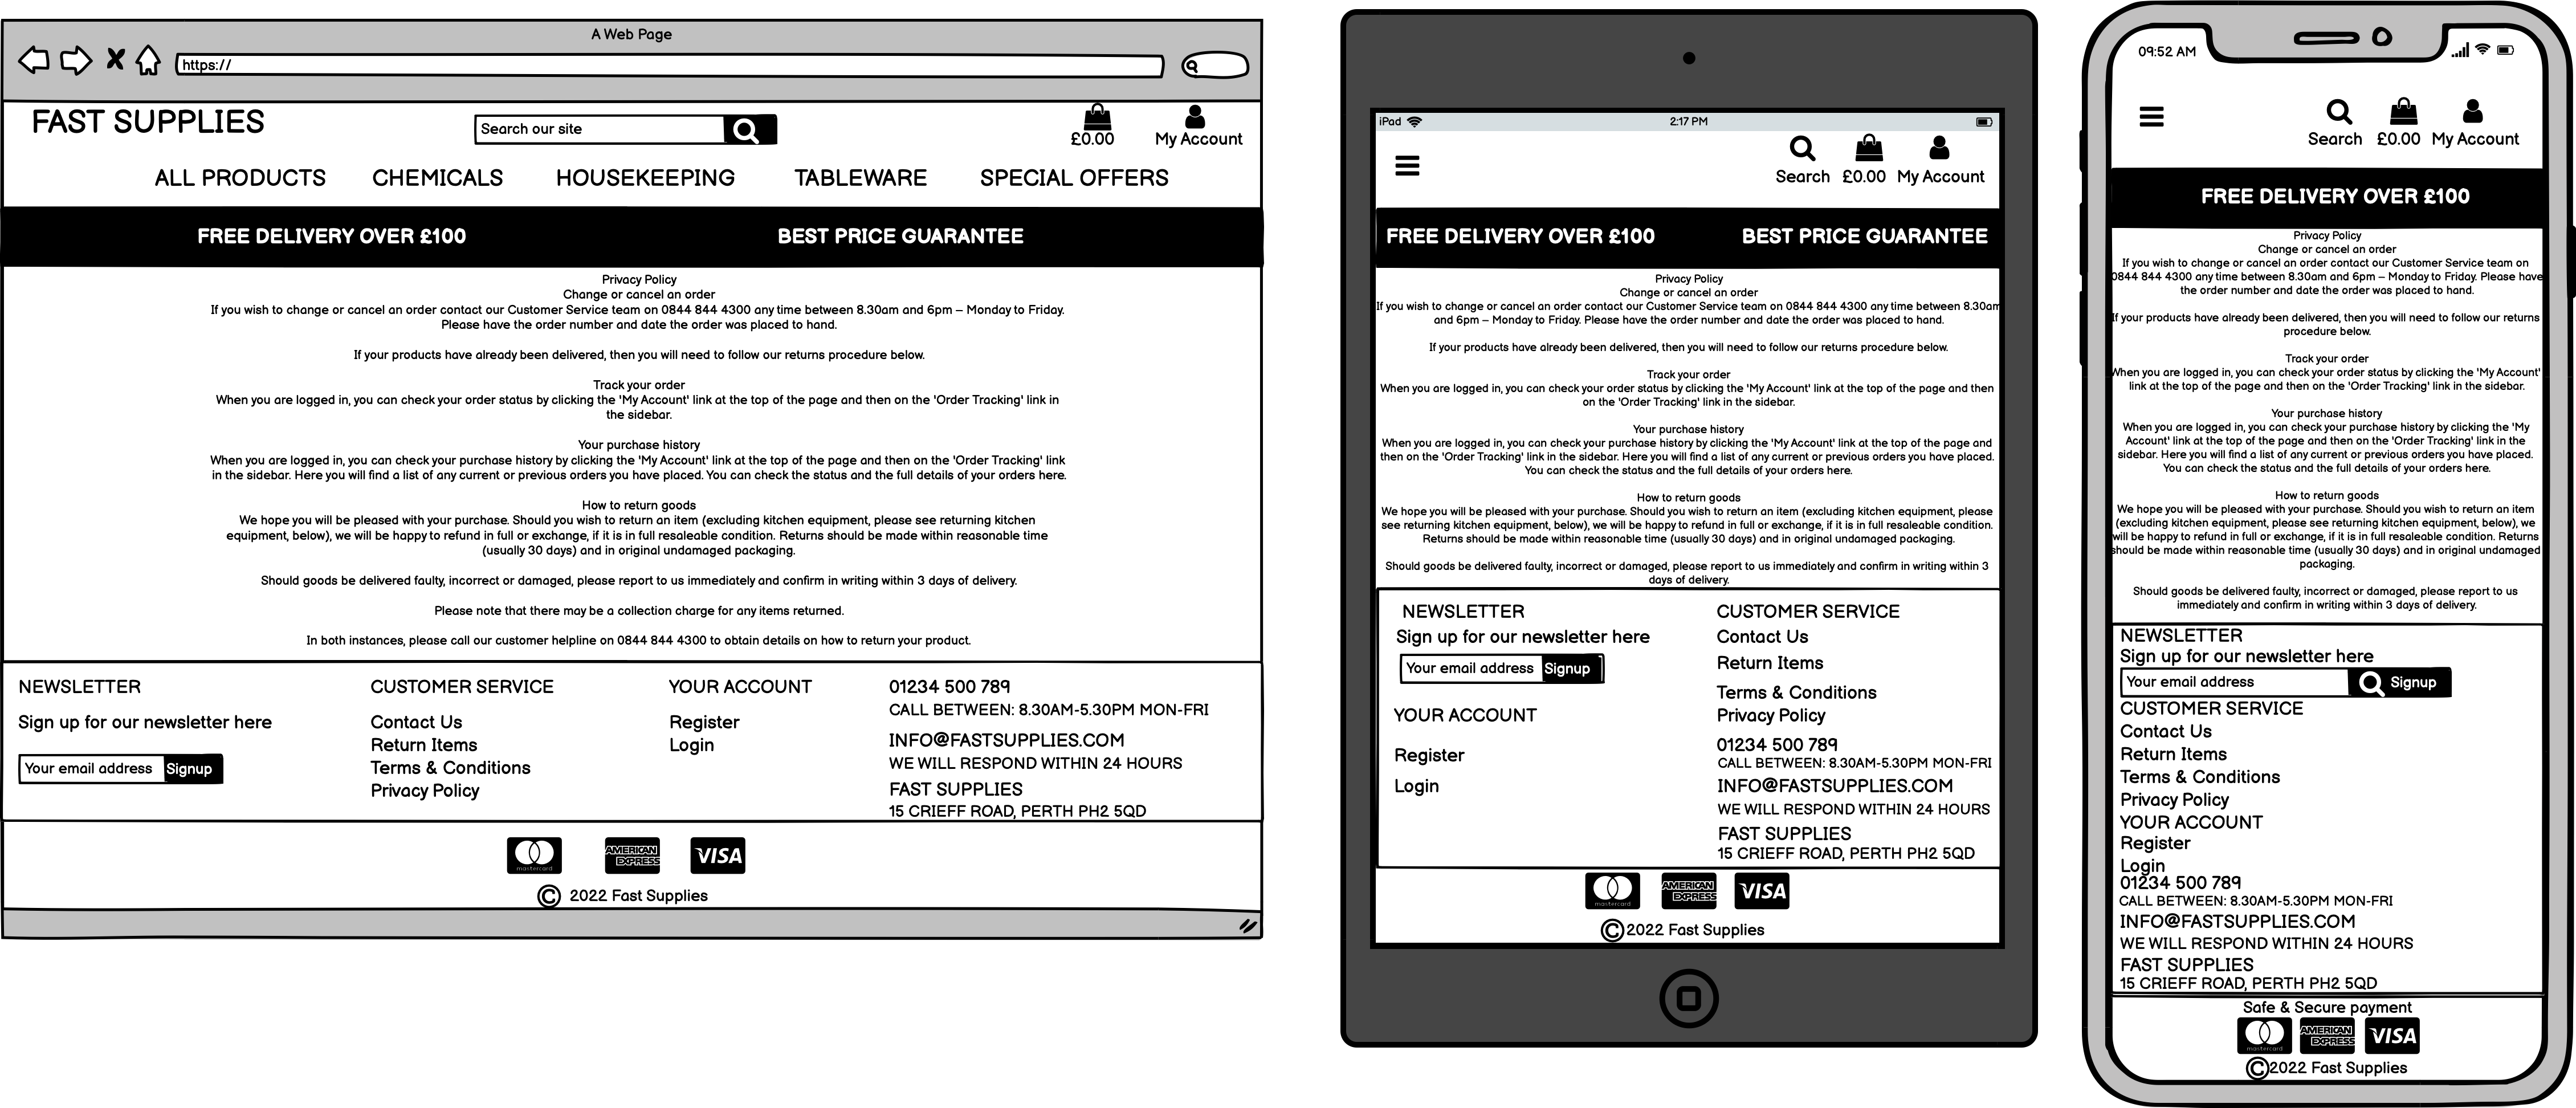 A Web Page
https://
FAST SUPPLIES
Search our site
£0.00
My Account
ALL PRODUCTS CHEMICALS HOUSEKEEPING TABLEWARE SPECIAL OFFERS
FREE DELIVERY OVER £100 BEST PRICE GUARANTEE
Privacy Policy
Change or cancel an order
If you wish to change or cancel an order contact our Customer Service team on 0844 844 4300 any time between 8.30am and 6pm – Monday to Friday.
Please have the order number and date the order was placed to hand.
If your products have already been delivered, then you will need to follow our returns procedure below.
Track your order
When you are logged in, you can check your order status by clicking the 'My Account' link at the top of the page and then on the 'Order Tracking' link in
the sidebar.
Your purchase history
When you are logged in, you can check your purchase history by clicking the 'My Account' link at the top of the page and then on the 'Order Tracking' link
in the sidebar. Here you will find a list of any current or previous orders you have placed. You can check the status and the full details of your orders here.
How to return goods
We hope you will be pleased with your purchase. Should you wish to return an item (excluding kitchen equipment, please see returning kitchen
equipment, below), we will be happy to refund in full or exchange, if it is in full resaleable condition. Returns should be made within reasonable time
(usually 30 days) and in original undamaged packaging.
Should goods be delivered faulty, incorrect or damaged, please report to us immediately and confirm in writing within 3 days of delivery.
Please note that there may be a collection charge for any items returned.
In both instances, please call our customer helpline on 0844 844 4300 to obtain details on how to return your product.
NEWSLETTER
Sign up for our newsletter here
Your email address Signup
CUSTOMER SERVICE
Contact Us
Return Items
Terms & Conditions
Privacy Policy
YOUR ACCOUNT
Register
Login
01234 500 789
CALL BETWEEN: 8.30AM-5.30PM MON-FRI
INFO@FASTSUPPLIES.COM
WE WILL RESPOND WITHIN 24 HOURS
FAST SUPPLIES
15 CRIEFF ROAD, PERTH PH2 5QD
mastercard
AMERICAN
EXPRESS
VISA
© 2022 Fast Supplies
iPad 2:17 PM
Search £0.00 My Account
FREE DELIVERY OVER £100 BEST PRICE GUARANTEE
Privacy Policy
Change or cancel an order
If you wish to change or cancel an order contact our Customer Service team on 0844 844 4300 any time between 8.30am
and 6pm – Monday to Friday. Please have the order number and date the order was placed to hand.
If your products have already been delivered, then you will need to follow our returns procedure below.
Track your order
When you are logged in, you can check your order status by clicking the 'My Account' link at the top of the page and then
on the 'Order Tracking' link in the sidebar.
Your purchase history
When you are logged in, you can check your purchase history by clicking the 'My Account' link at the top of the page and
then on the 'Order Tracking' link in the sidebar. Here you will find a list of any current or previous orders you have placed.
You can check the status and the full details of your orders here.
How to return goods
We hope you will be pleased with your purchase. Should you wish to return an item (excluding kitchen equipment, please
see returning kitchen equipment, below), we will be happy to refund in full or exchange, if it is in full resaleable condition.
Returns should be made within reasonable time (usually 30 days) and in original undamaged packaging.
Should goods be delivered faulty, incorrect or damaged, please report to us immediately and confirm in writing within 3
days of delivery.
NEWSLETTER
Sign up for our newsletter here
Your email address Signup
YOUR ACCOUNT
Register
Login
CUSTOMER SERVICE
Contact Us
Return Items
Terms & Conditions
Privacy Policy
01234 500 789
CALL BETWEEN: 8.30AM-5.30PM MON-FRI
INFO@FASTSUPPLIES.COM
WE WILL RESPOND WITHIN 24 HOURS
FAST SUPPLIES
15 CRIEFF ROAD, PERTH PH2 5QD
mastercard
AMERICAN
EXPRESS
VISA
©2022 Fast Supplies
09:52 AM
Search £0.00 My Account
FREE DELIVERY OVER £100
Privacy Policy
Change or cancel an order
If you wish to change or cancel an order contact our Customer Service team on
0844 844 4300 any time between 8.30am and 6pm – Monday to Friday. Please have
the order number and date the order was placed to hand.
If your products have already been delivered, then you will need to follow our returns
procedure below.
Track your order
When you are logged in, you can check your order status by clicking the 'My Account'
link at the top of the page and then on the 'Order Tracking' link in the sidebar.
Your purchase history
When you are logged in, you can check your purchase history by clicking the 'My
Account' link at the top of the page and then on the 'Order Tracking' link in the
sidebar. Here you will find a list of any current or previous orders you have placed.
You can check the status and the full details of your orders here.
How to return goods
We hope you will be pleased with your purchase. Should you wish to return an item
(excluding kitchen equipment, please see returning kitchen equipment, below), we
will be happy to refund in full or exchange, if it is in full resaleable condition. Returns
should be made within reasonable time (usually 30 days) and in original undamaged
packaging.
Should goods be delivered faulty, incorrect or damaged, please report to us
immediately and confirm in writing within 3 days of delivery.
NEWSLETTER
Sign up for our newsletter here
Your email address Signup
CUSTOMER SERVICE
Contact Us
Return Items
Terms & Conditions
Privacy Policy
YOUR ACCOUNT
Register
Login
01234 500 789
CALL BETWEEN: 8.30AM-5.30PM MON-FRI
INFO@FASTSUPPLIES.COM
WE WILL RESPOND WITHIN 24 HOURS
FAST SUPPLIES
15 CRIEFF ROAD, PERTH PH2 5QD
Safe & Secure payment
mastercard
AMERICAN
EXPRESS
VISA
©2022 Fast Supplies